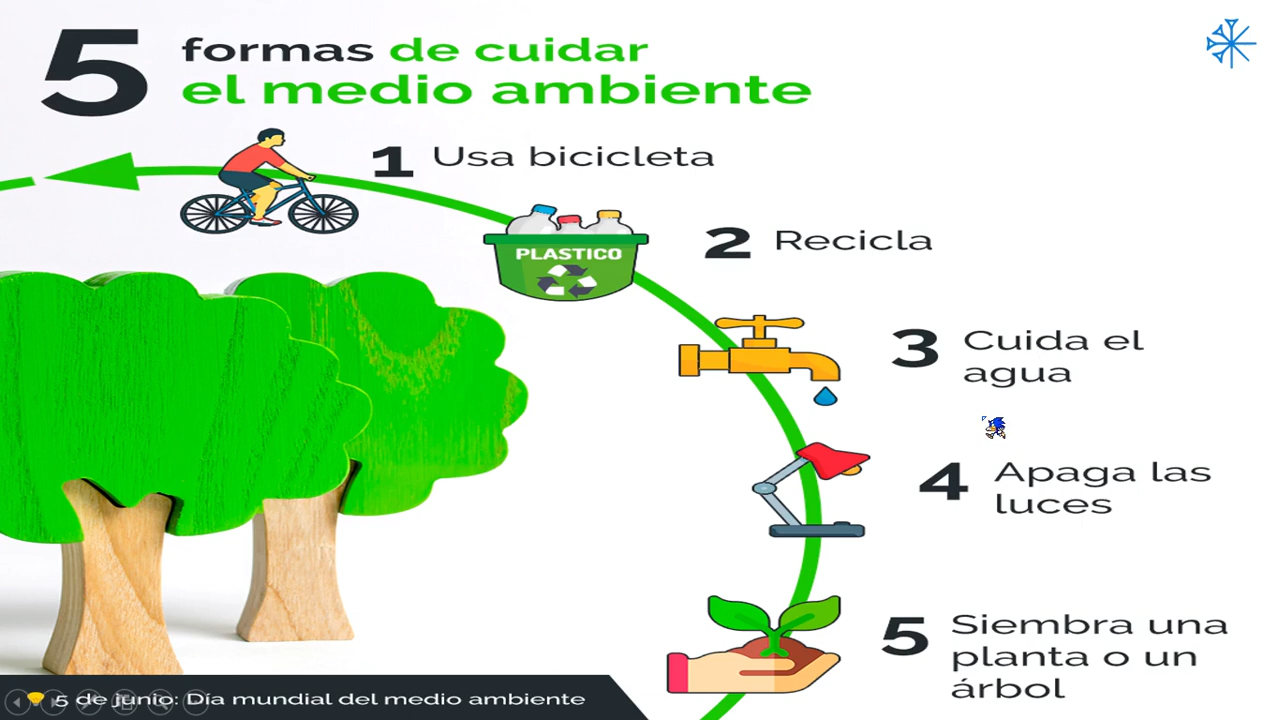 5 formas de cuidar
el medio ambiente
1 Usa bicicleta
PLASTICO
2 Recicla
3 Cuida el
agua
4 Apaga las
luces
5 Siembra una
planta o un
árbol
5 de junio: Día mundial del medio ambiente